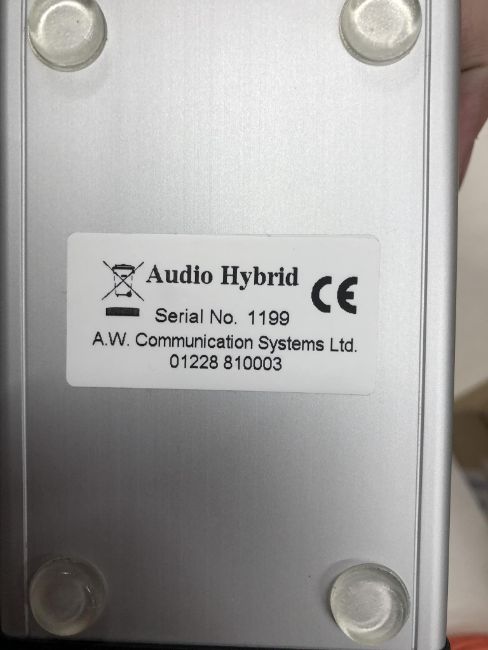 Audio Hybrid
CE
Serial No. 1199
A.W. Communication Systems Ltd.
01228 810003